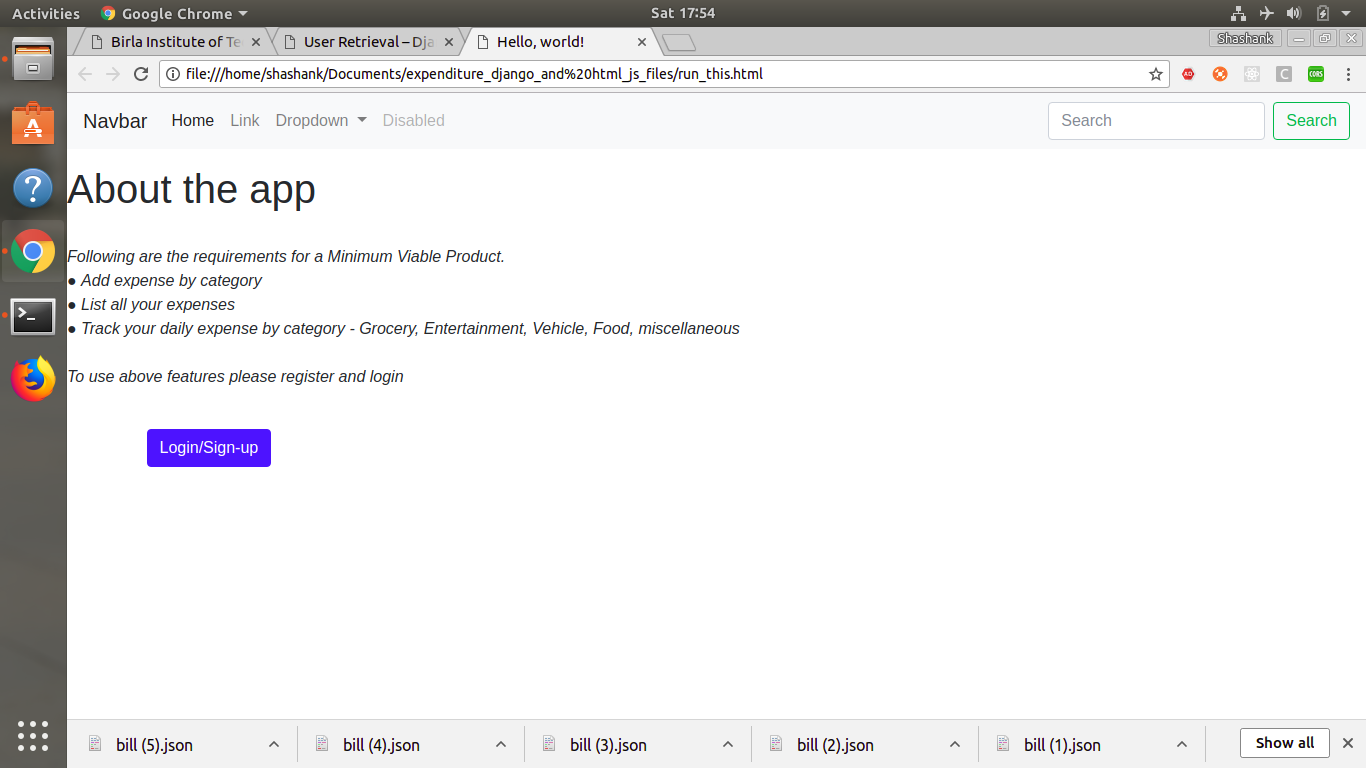 Activities Google Chrome Sat 17:54
Birla Institute of Te User Retrieval – Dja Hello, world! Shashank
file:///home/shashank/Documents/expenditure_django_and%20html_js_files/run_this.html
Navbar Home Link Dropdown Disabled Search Search
About the app
Following are the requirements for a Minimum Viable Product.
● Add expense by category
● List all your expenses
● Track your daily expense by category - Grocery, Entertainment, Vehicle, Food, miscellaneous
To use above features please register and login
Login/Sign-up
bill (5).json bill (4).json bill (3).json bill (2).json bill (1).json Show all